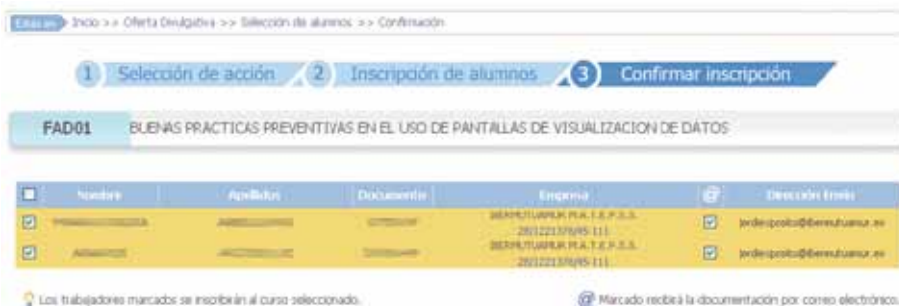 Estás en Inicio >> Oferta Divulgativa >> Selección de alumnos >> Confirmación
1 Selección de acción 2 Inscripción de alumnos 3 Confirmar inscripción
FAD01 BUENAS PRACTICAS PREVENTIVAS EN EL USO DE PANTALLAS DE VISUALIZACION DE DATOS
Nombre Apellidos Documento Empresa @ Dirección Envío
IBERMUTUAMUR M.A.T.E.P.S.S.
IBERMUTUAMUR M.A.T.E.P.S.S.
Los trabajadores marcados se inscribirán al curso seleccionado. @ Marcado recibirá la documentación por correo electrónico.